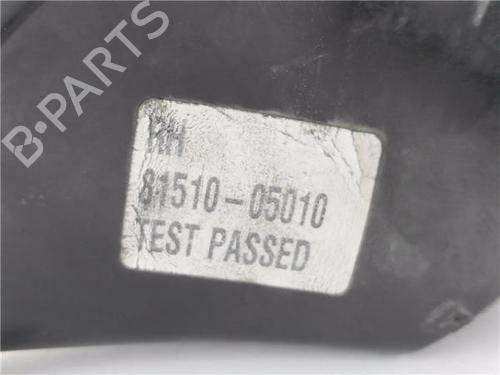 B-PARTS
RH
81510-05010
TEST PASSED